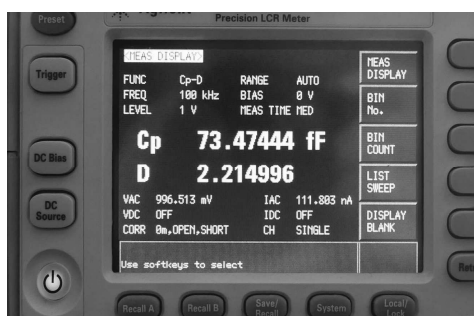 Preset
Precision LCR Meter
<MEAS DISPLAY>
FUNC Cp-D RANGE AUTO
FREQ 100 kHz BIAS 0 V
LEVEL 1 V MEAS TIME MED
Cp 73.47444 fF
D 2.214996
VAC 996.513 mV IAC 111.803 nA
VDC OFF IDC OFF
CORR 0m,OPEN,SHORT CH SINGLE
Use softkeys to select
MEAS
DISPLAY
BIN
No.
BIN
COUNT
LIST
SWEEP
DISPLAY
BLANK
Trigger
DC Bias
DC
Source
Recall A
Recall B
Save/
Recall
System
Local/
Lock